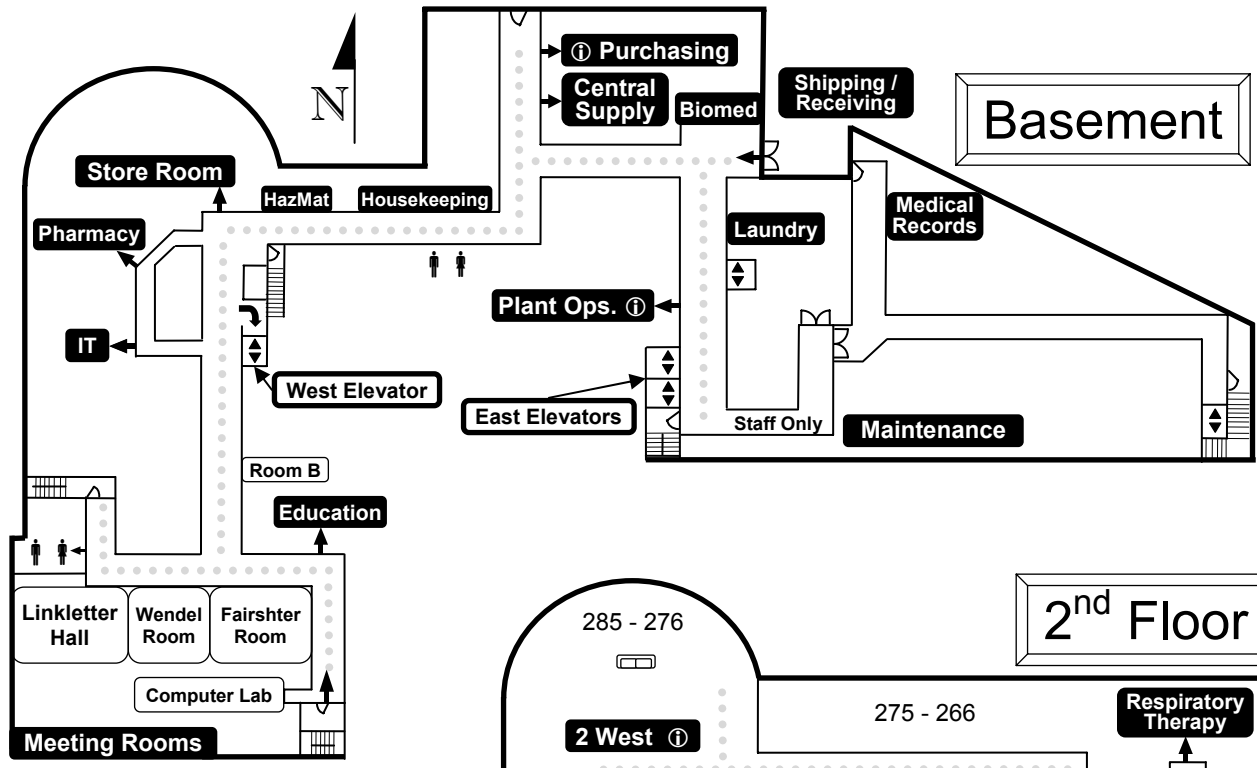 ⓘ Purchasing
Central
Supply
Biomed
Shipping /
Receiving
Basement
N
Store Room
HazMat
Housekeeping
Pharmacy
Laundry
Medical
Records
Plant Ops. ⓘ
IT
West Elevator
East Elevators
Staff Only
Maintenance
Room B
Education
Linkletter
Hall
Wendel
Room
Fairshter
Room
Computer Lab
Meeting Rooms
2nd Floor
285 - 276
275 - 266
Respiratory
Therapy
2 West ⓘ